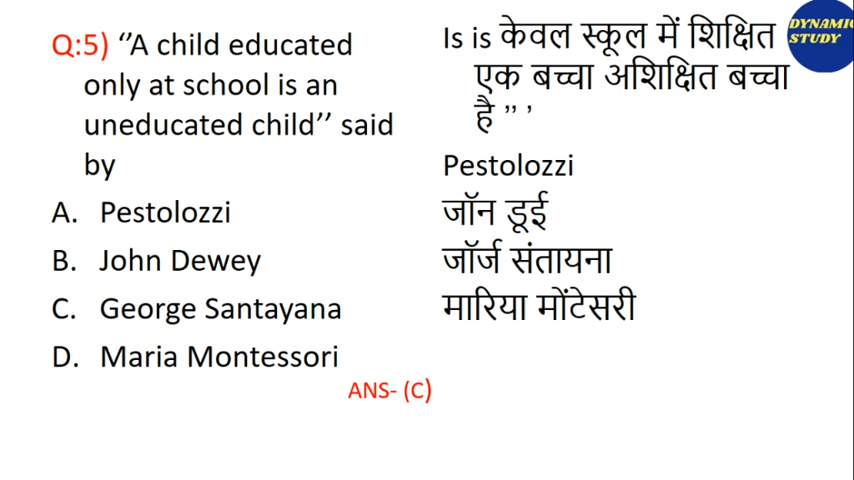 Q:5) ‘’A child educated
only at school is an
uneducated child’’ said
by
A. Pestolozzi
B. John Dewey
C. George Santayana
D. Maria Montessori
ANS- (C)
Is is केवल स्कूल में शिक्षित
एक बच्चा अशिक्षित बच्चा
है ” ’
Pestolozzi
जॉन डूई
जॉर्ज संतायना
मारिया मोंटेसरी
DYNAMIC
STUDY